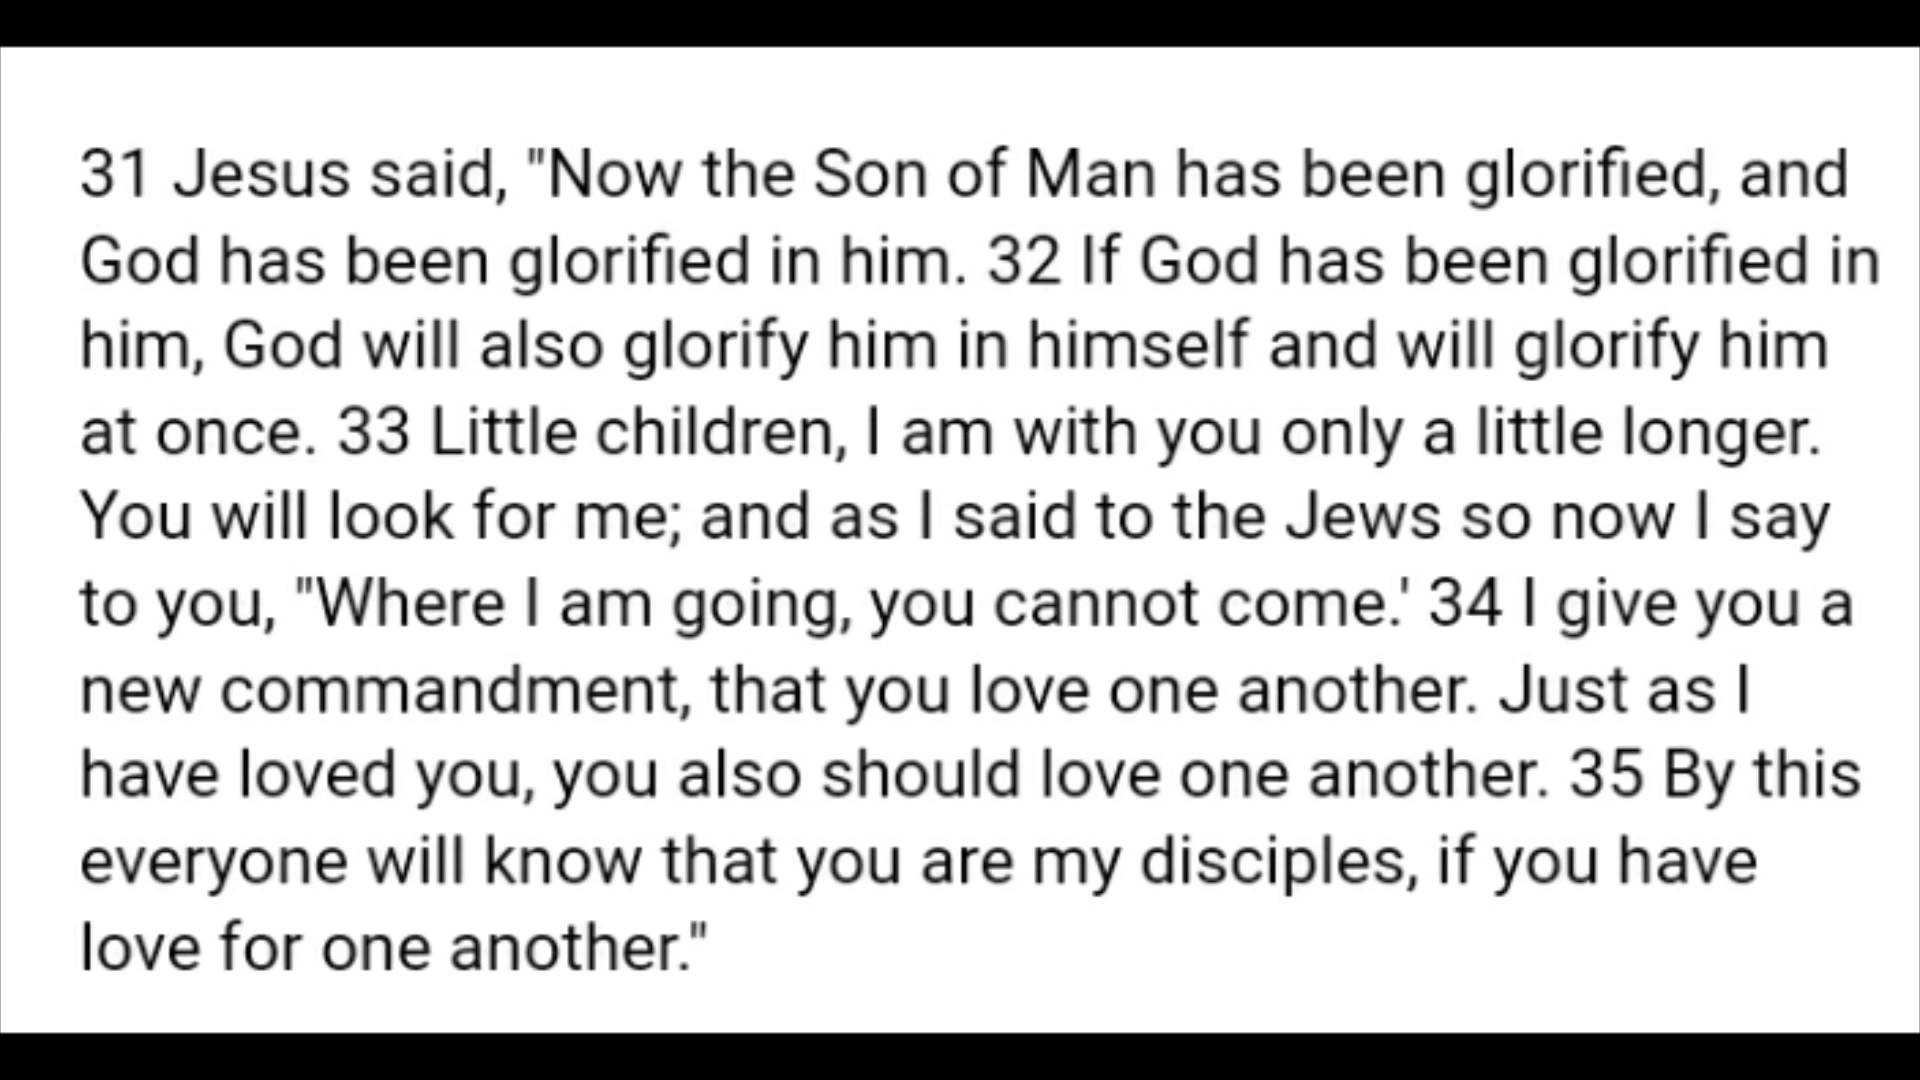 31 Jesus said, "Now the Son of Man has been glorified, and
God has been glorified in him. 32 If God has been glorified in
him, God will also glorify him in himself and will glorify him
at once. 33 Little children, I am with you only a little longer.
You will look for me; and as I said to the Jews so now I say
to you, "Where I am going, you cannot come.' 34 I give you a
new commandment, that you love one another. Just as I
have loved you, you also should love one another. 35 By this
everyone will know that you are my disciples, if you have
love for one another."